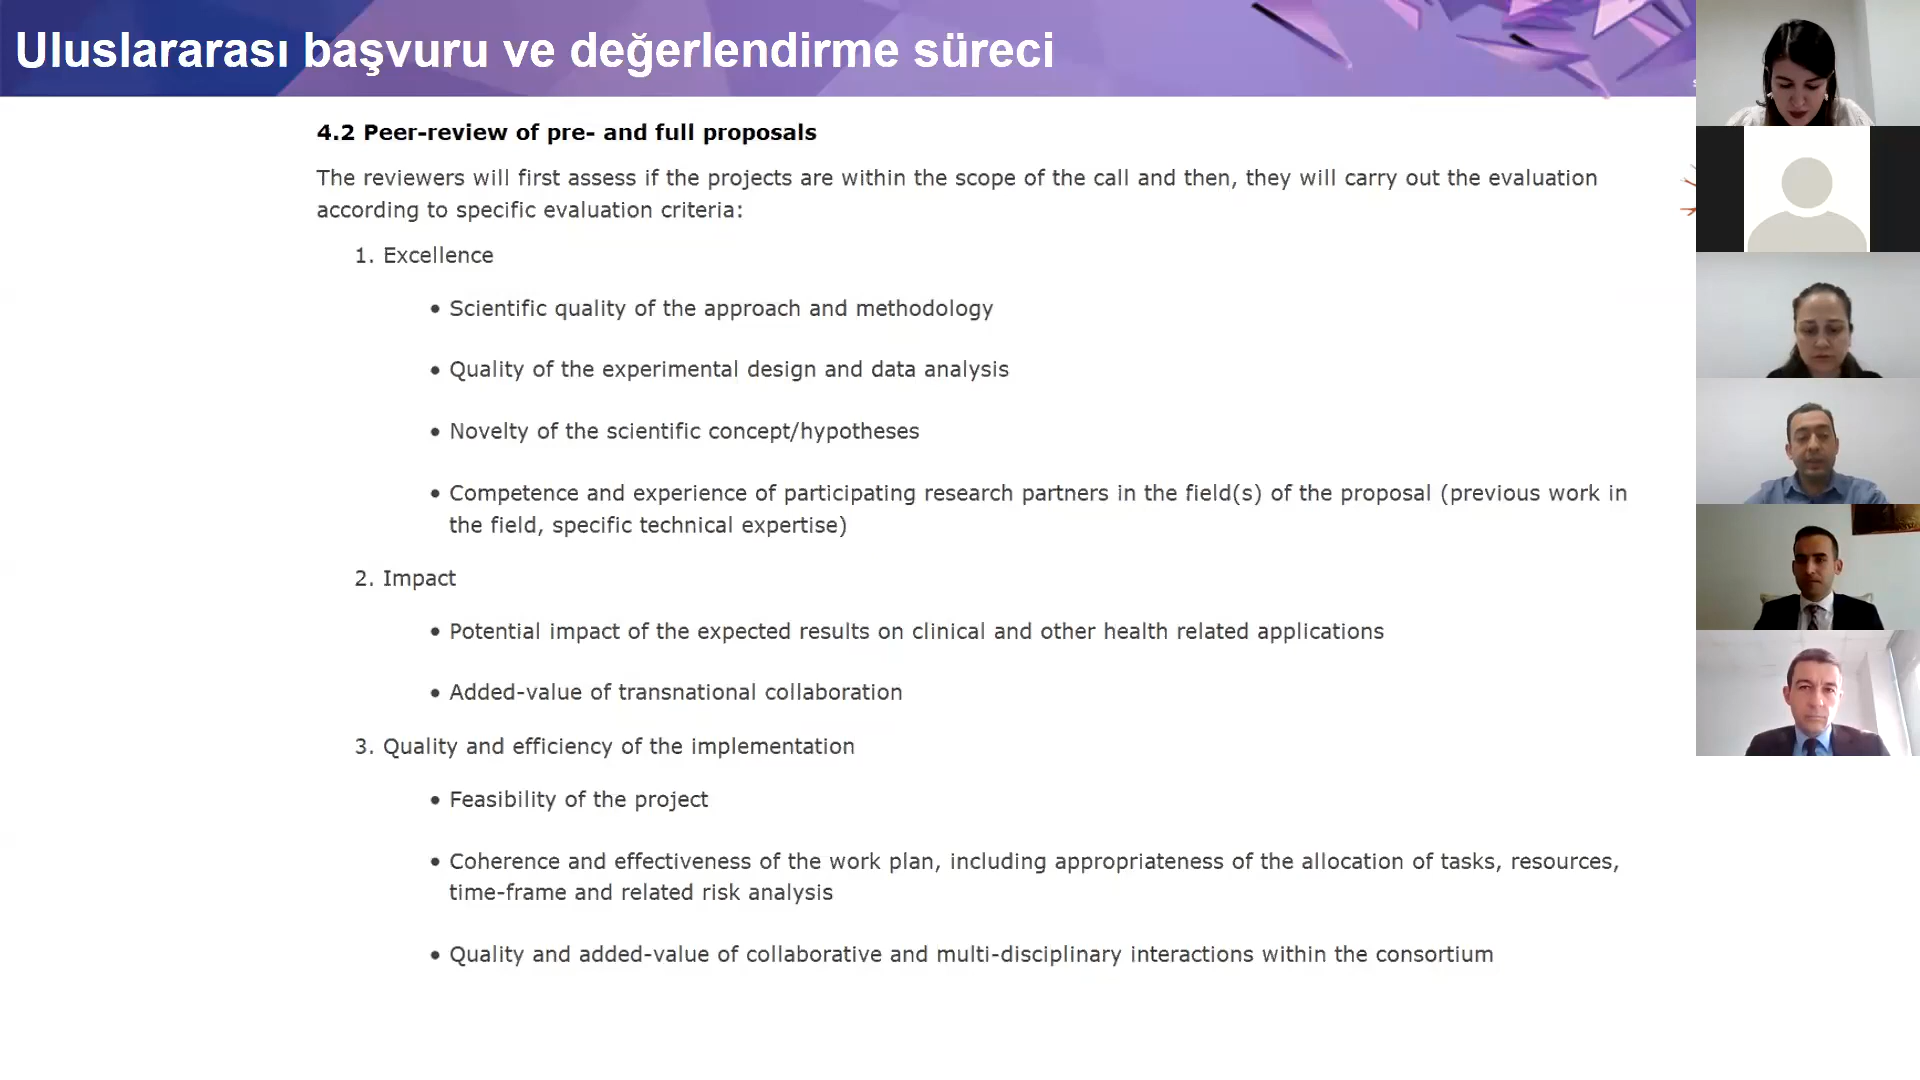 Uluslararası başvuru ve değerlendirme süreci
4.2 Peer-review of pre- and full proposals
The reviewers will first assess if the projects are within the scope of the call and then, they will carry out the evaluation
according to specific evaluation criteria:
1. Excellence
• Scientific quality of the approach and methodology
• Quality of the experimental design and data analysis
• Novelty of the scientific concept/hypotheses
• Competence and experience of participating research partners in the field(s) of the proposal (previous work in
the field, specific technical expertise)
2. Impact
• Potential impact of the expected results on clinical and other health related applications
• Added-value of transnational collaboration
3. Quality and efficiency of the implementation
• Feasibility of the project
• Coherence and effectiveness of the work plan, including appropriateness of the allocation of tasks, resources,
time-frame and related risk analysis
• Quality and added-value of collaborative and multi-disciplinary interactions within the consortium